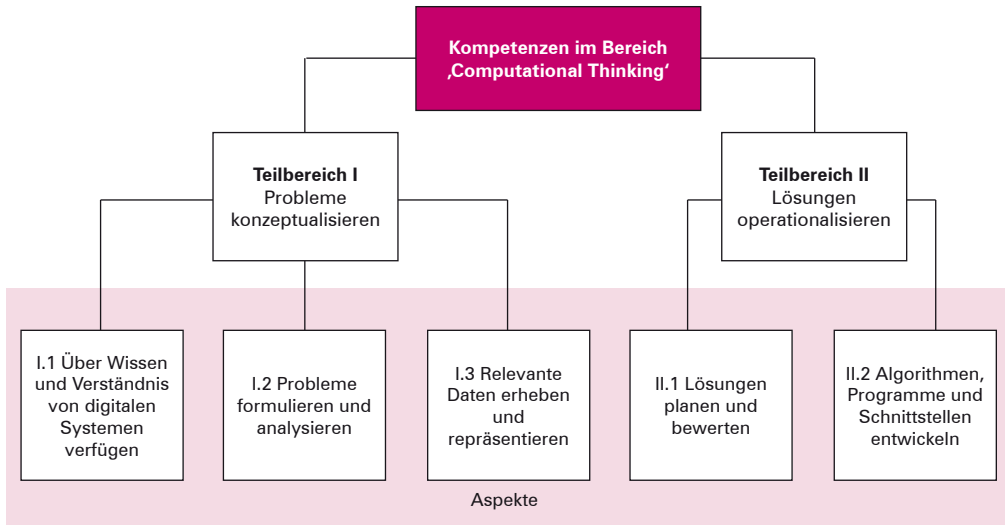 Kompetenzen im Bereich
‚Computational Thinking‘
Teilbereich I
Probleme
konzeptualisieren
Teilbereich II
Lösungen
operationalisieren
I.1 Über Wissen
und Verständnis
von digitalen
Systemen
verfügen
I.2 Probleme
formulieren und
analysieren
I.3 Relevante
Daten erheben
und
repräsentieren
II.1 Lösungen
planen und
bewerten
II.2 Algorithmen,
Programme und
Schnittstellen
entwickeln
Aspekte